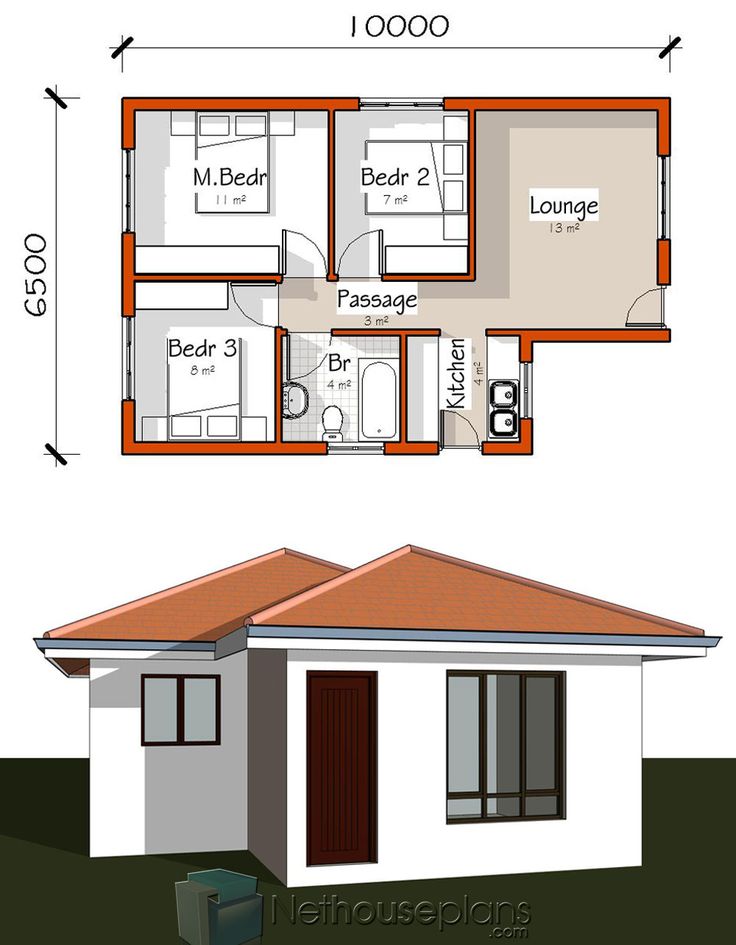 10000
6500
M.Bedr
11 m²
Bedr 2
7 m²
Lounge
13 m²
Passage
3 m²
Bedr 3
8 m²
Br
4 m²
Kitchen
4 m²
Nethouseplans
.com